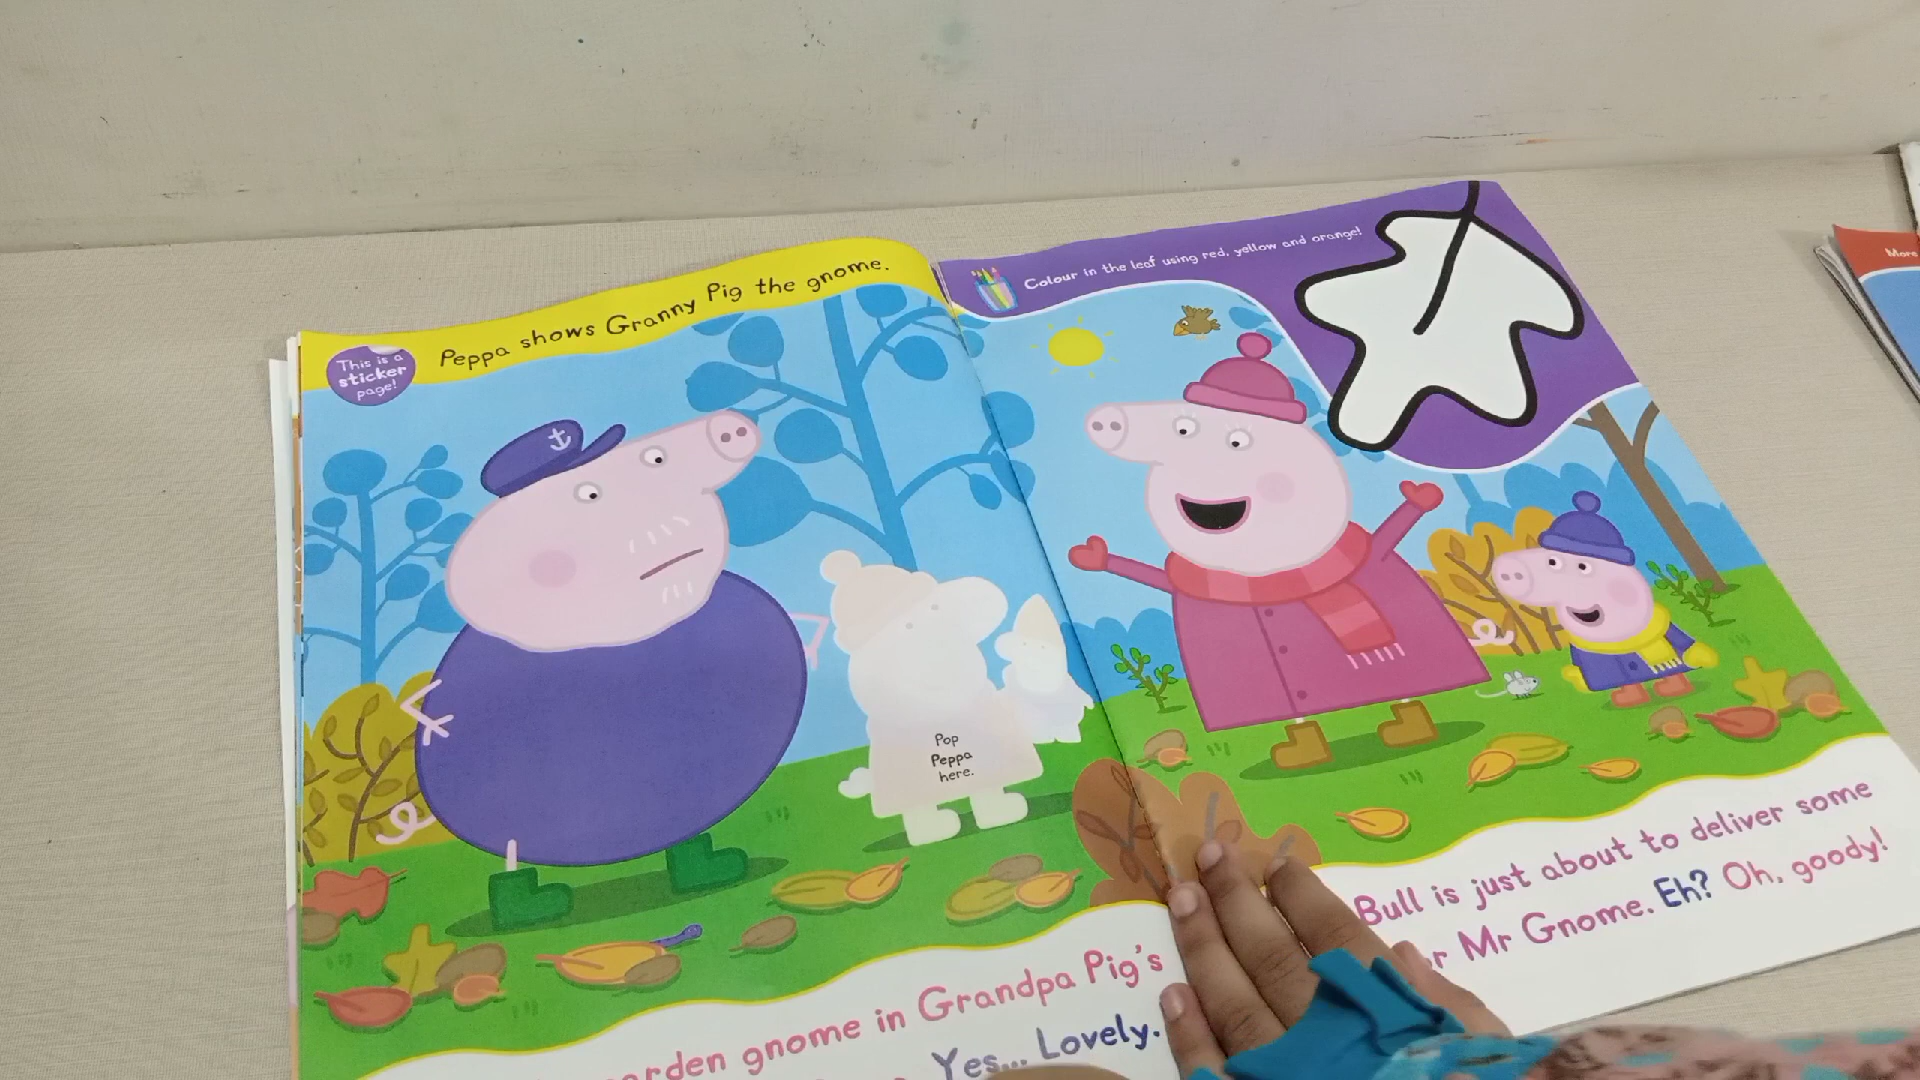 Peppa shows Granny Pig the gnome.
This is a
sticker
page!
Pop
Peppa
here.
gnome in Grandpa Pig's
Yes... Lovely.
Colour in the leaf using red, yellow and orange!
Bull is just about to deliver some
Mr Gnome. Eh? Oh, goody!
More